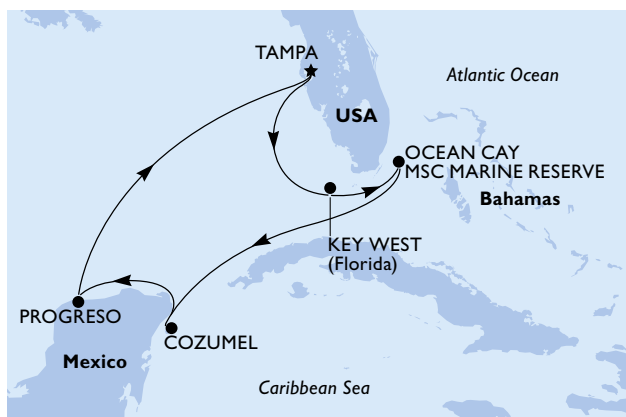 TAMPA
Atlantic Ocean
USA
OCEAN CAY
MSC MARINE RESERVE
Bahamas
KEY WEST
(Florida)
PROGRESO
COZUMEL
Mexico
Caribbean Sea